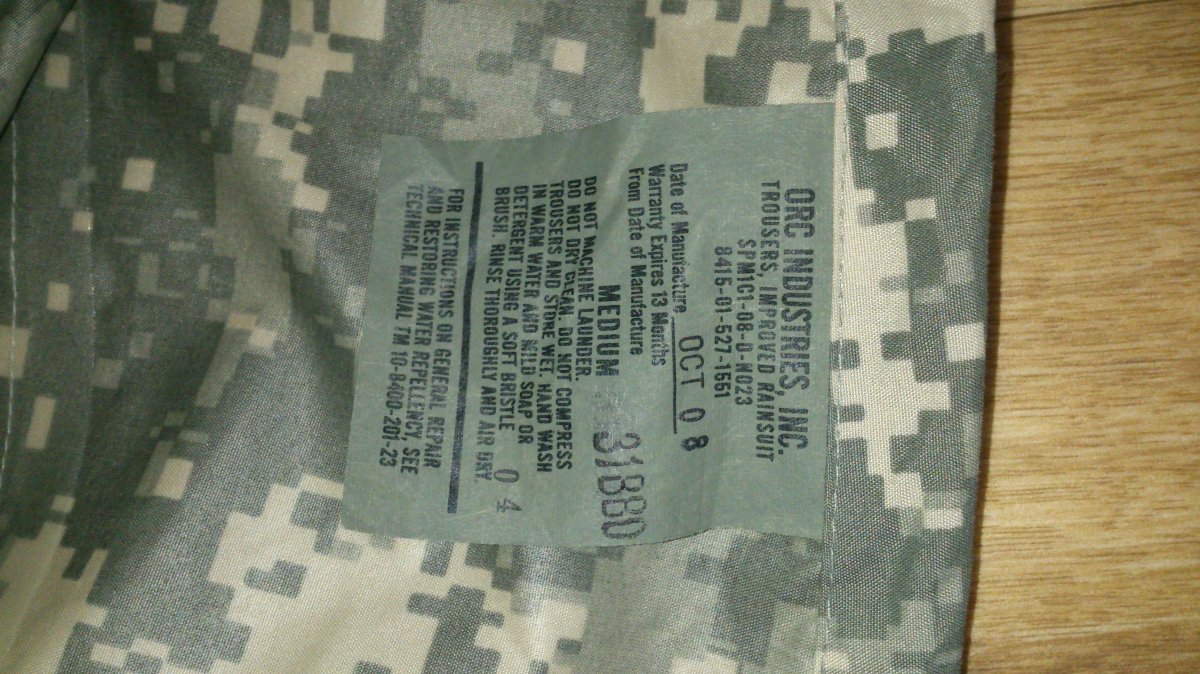 ORC INDUSTRIES, INC.
TROUSERS, IMPROVED RAINSUIT
SPM1C1-08-D-N023
8415-01-527-1551
Date of Manufacture OCT 08
Warranty Expires 13 Months
From Date of Manufacture
MEDIUM 31BBO
DO NOT MACHINE LAUNDER.
DO NOT DRY CLEAN. DO NOT COMPRESS
TROUSERS AND STORE WET. HAND WASH
IN WARM WATER AND MILD SOAP OR
DETERGENT USING A SOFT BRISTLE
BRUSH. RINSE THOROUGHLY AND AIR DRY.
04
FOR INSTRUCTIONS ON GENERAL REPAIR
AND RESTORING WATER REPELLENCY, SEE
TECHNICAL MANUAL TM 10-8400-201-23